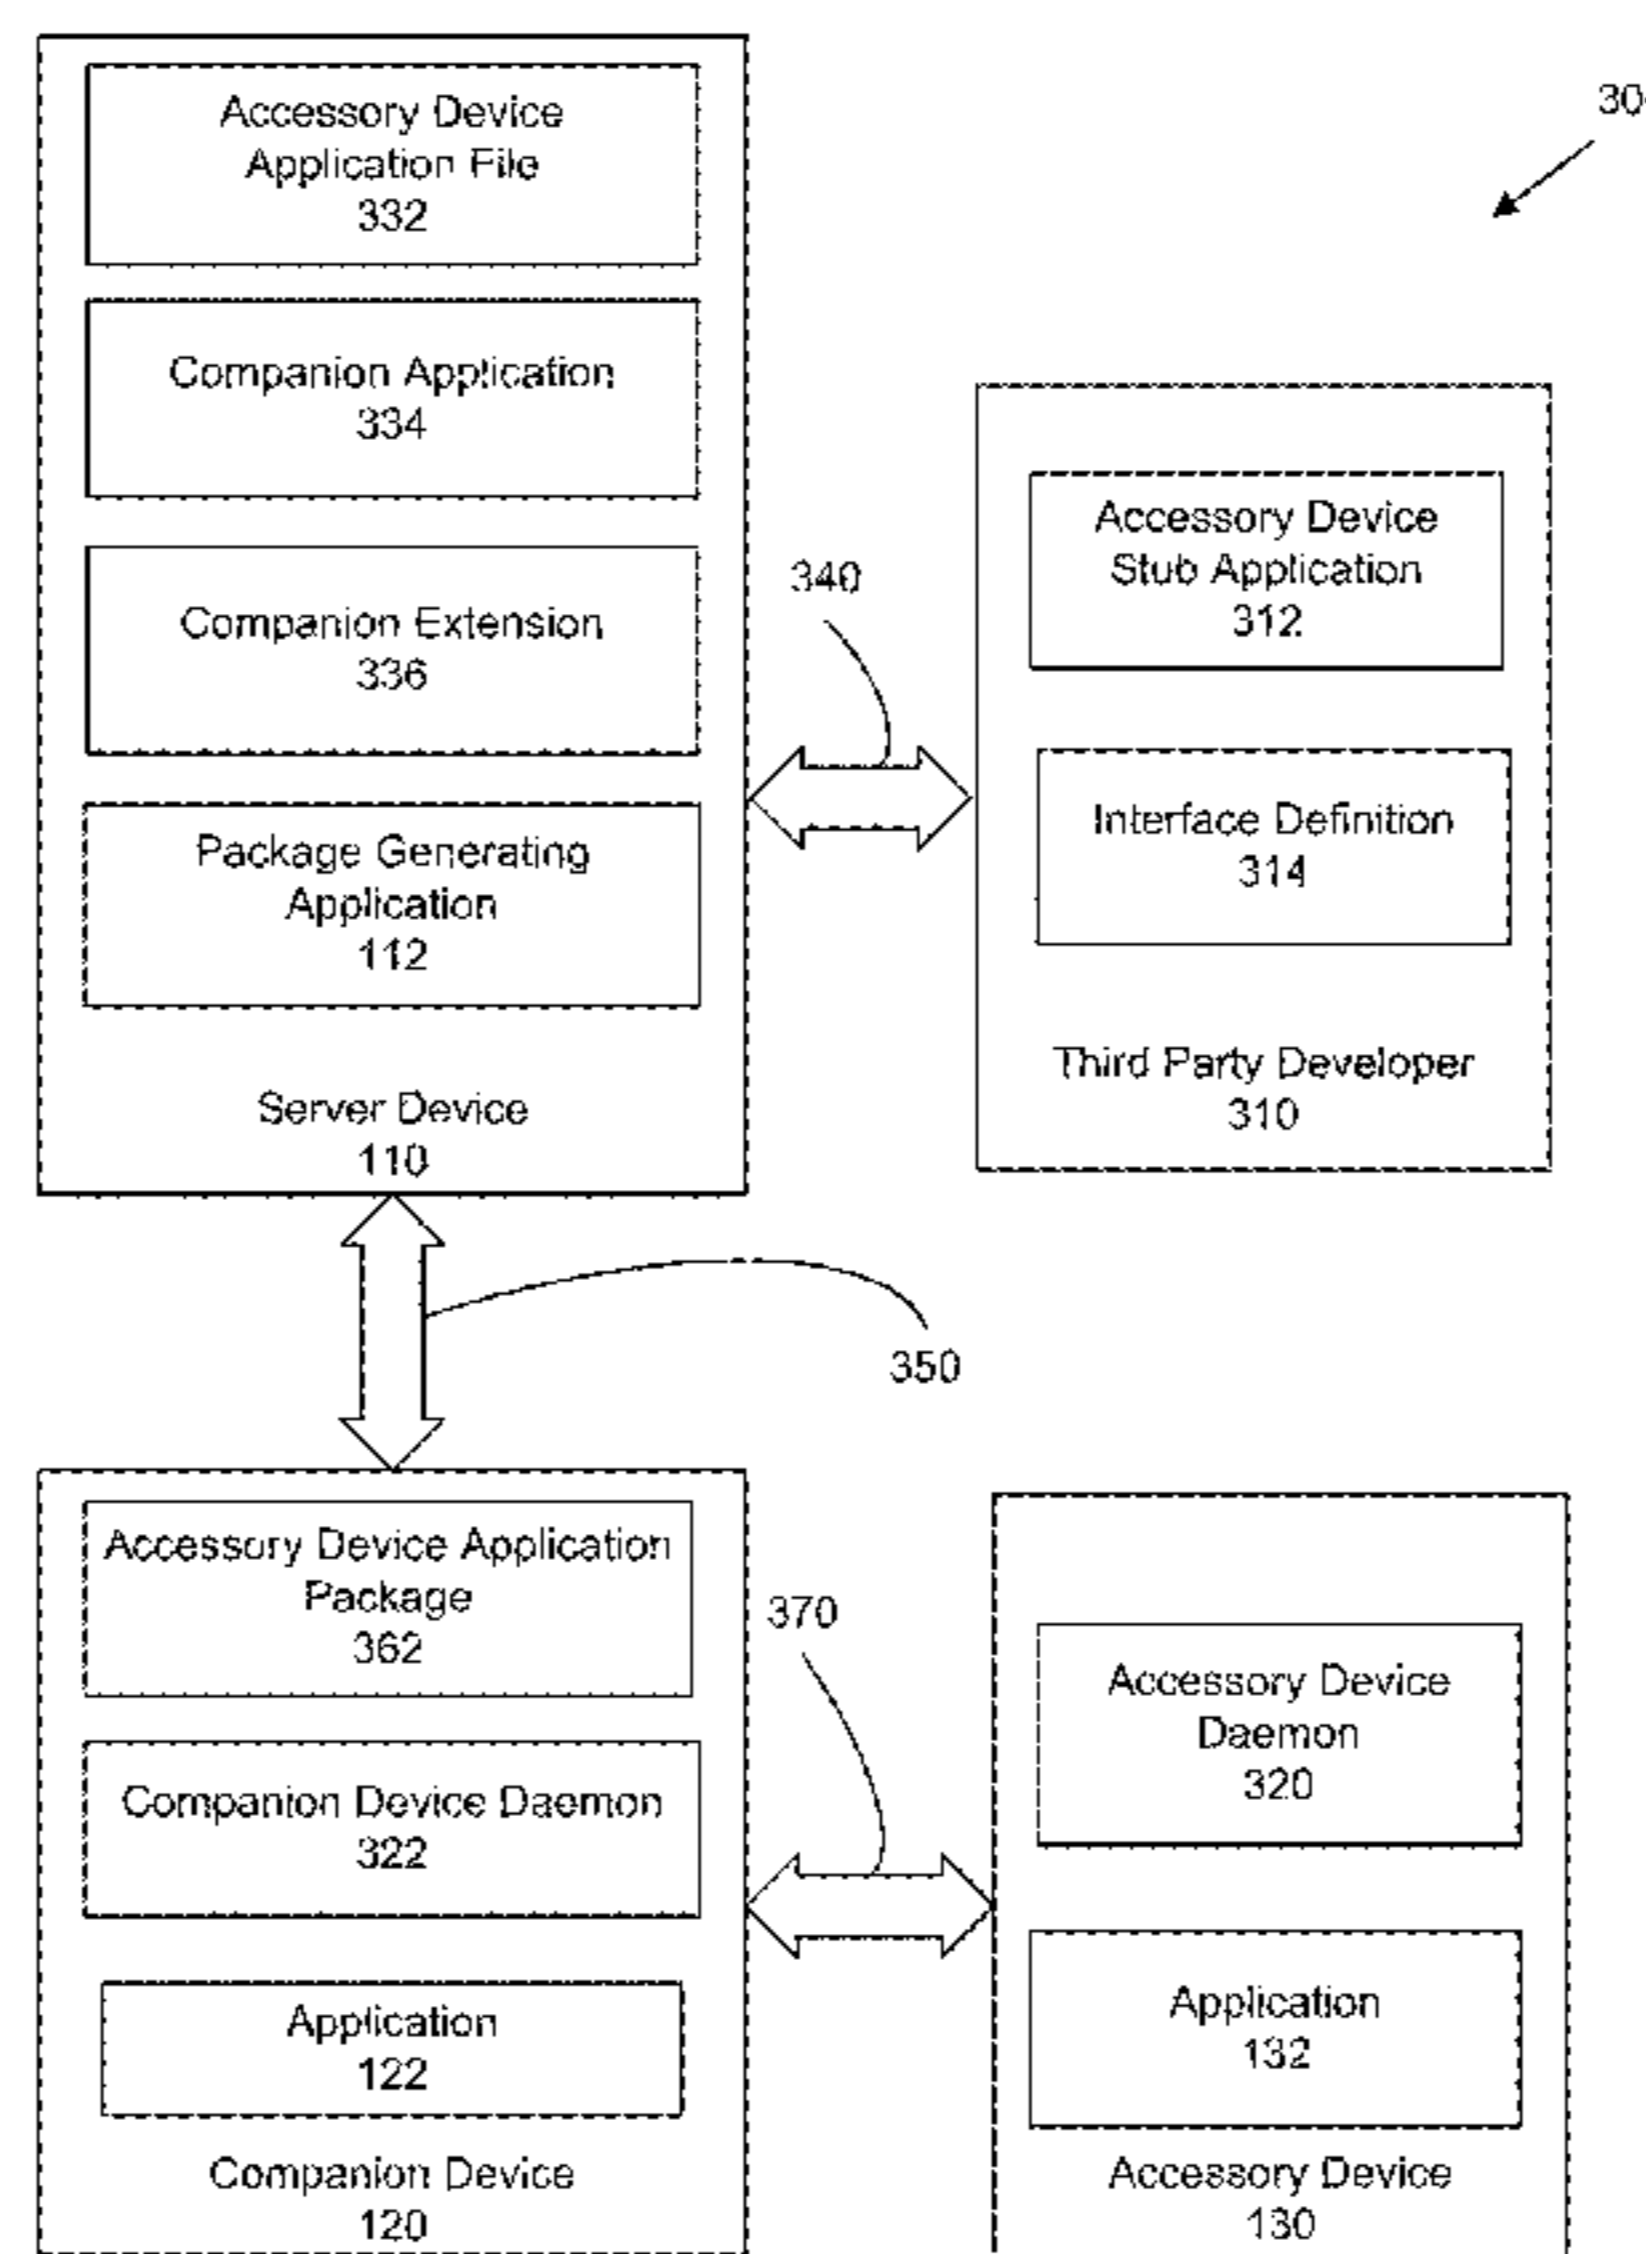 Accessory Device
Application File
332
Companion Application
334
Companion Extension
336
Package Generating
Application
112
Server Device
110
340
Accessory Device
Stub Application
312
Interface Definition
314
Third Party Developer
310
350
Accessory Device Application
Package
362
Companion Device Daemon
322
Application
122
Companion Device
120
370
Accessory Device
Daemon
320
Application
132
Accessory Device
130